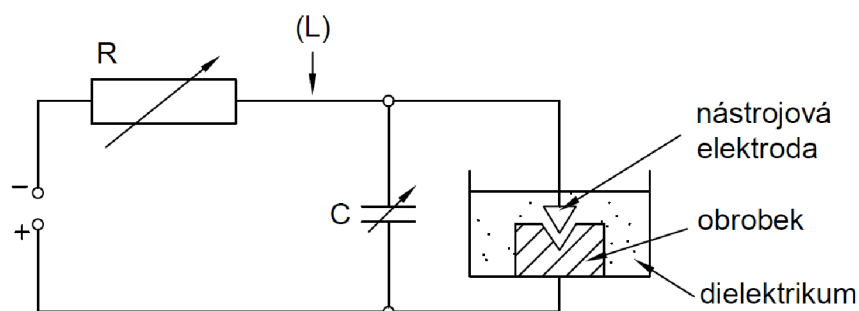 (L)
R
nástrojová
elektroda
−
+
C
obrobek
dielektrikum